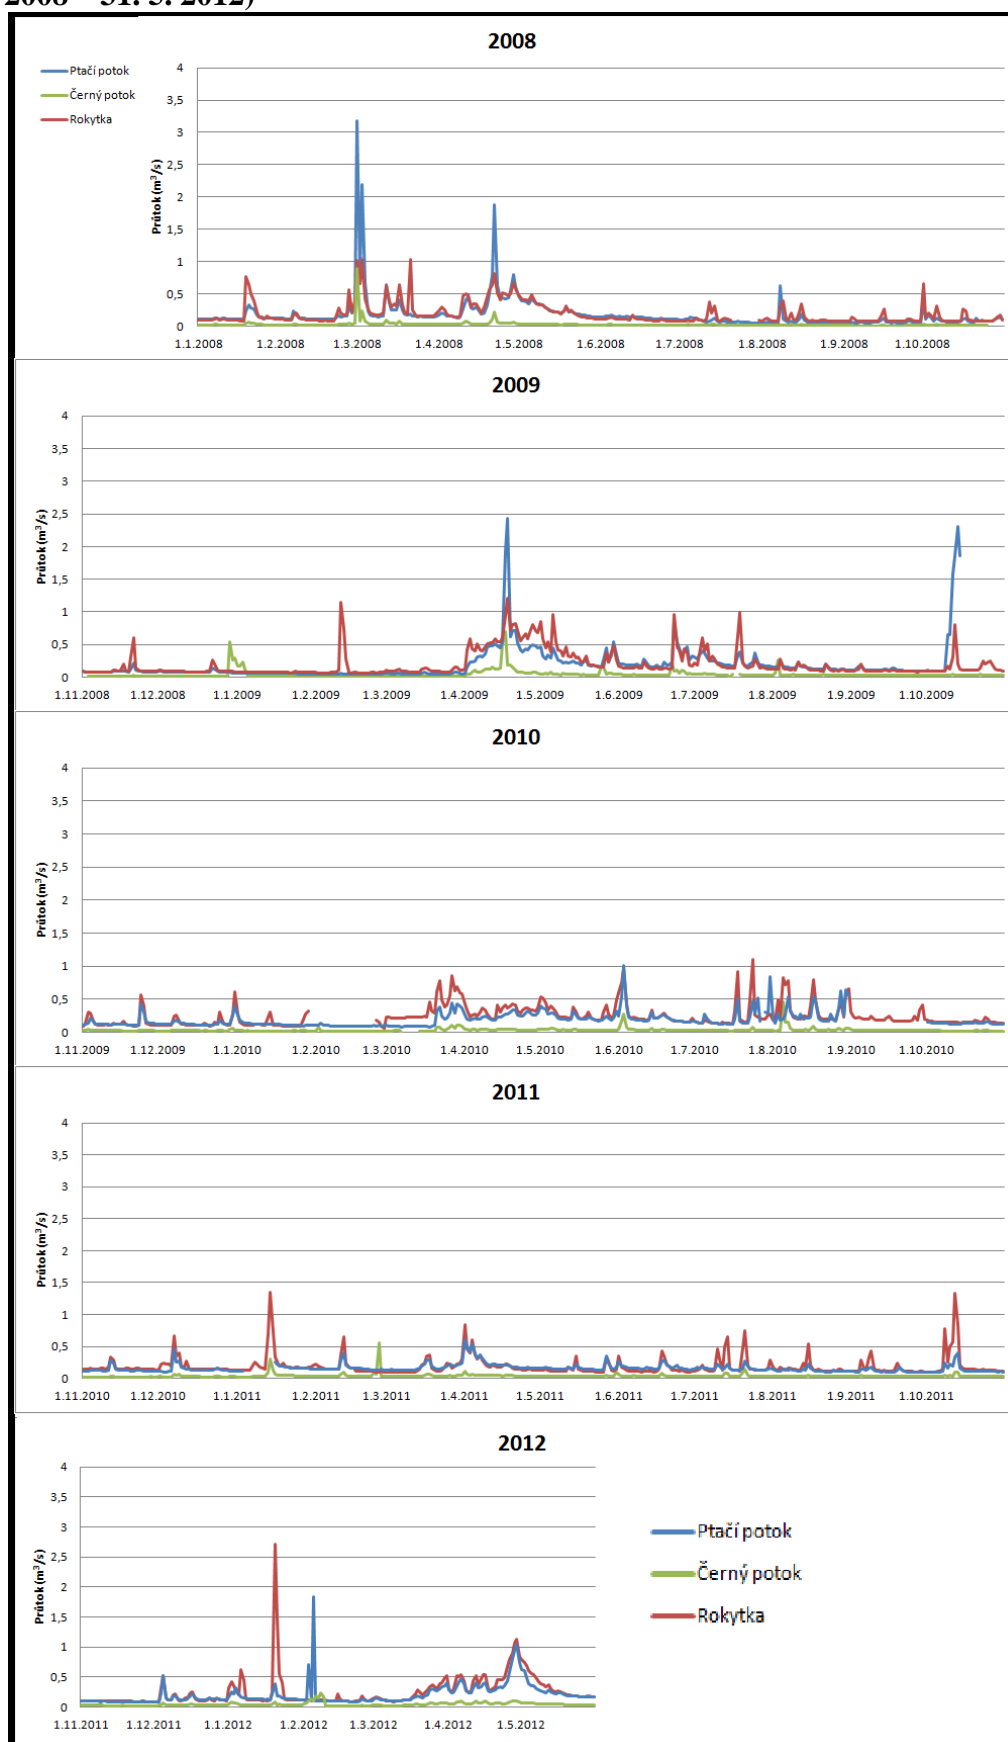 2008 – 31. 5. 2012)
2008
Ptačí potok
Černý potok
Rokytka
Průtok (m³/s)
4
3,5
3
2,5
2
1,5
1
0,5
0
1.1.2008 1.2.2008 1.3.2008 1.4.2008 1.5.2008 1.6.2008 1.7.2008 1.8.2008 1.9.2008 1.10.2008
2009
Průtok (m³/s)
4
3,5
3
2,5
2
1,5
1
0,5
0
1.11.2008 1.12.2008 1.1.2009 1.2.2009 1.3.2009 1.4.2009 1.5.2009 1.6.2009 1.7.2009 1.8.2009 1.9.2009 1.10.2009
2010
Průtok (m³/s)
4
3,5
3
2,5
2
1,5
1
0,5
0
1.11.2009 1.12.2009 1.1.2010 1.2.2010 1.3.2010 1.4.2010 1.5.2010 1.6.2010 1.7.2010 1.8.2010 1.9.2010 1.10.2010
2011
Průtok (m³/s)
4
3,5
3
2,5
2
1,5
1
0,5
0
1.11.2010 1.12.2010 1.1.2011 1.2.2011 1.3.2011 1.4.2011 1.5.2011 1.6.2011 1.7.2011 1.8.2011 1.9.2011 1.10.2011
2012
Průtok (m³/s)
4
3,5
3
2,5
2
1,5
1
0,5
0
1.11.2011 1.12.2011 1.1.2012 1.2.2012 1.3.2012 1.4.2012 1.5.2012
Ptačí potok
Černý potok
Rokytka